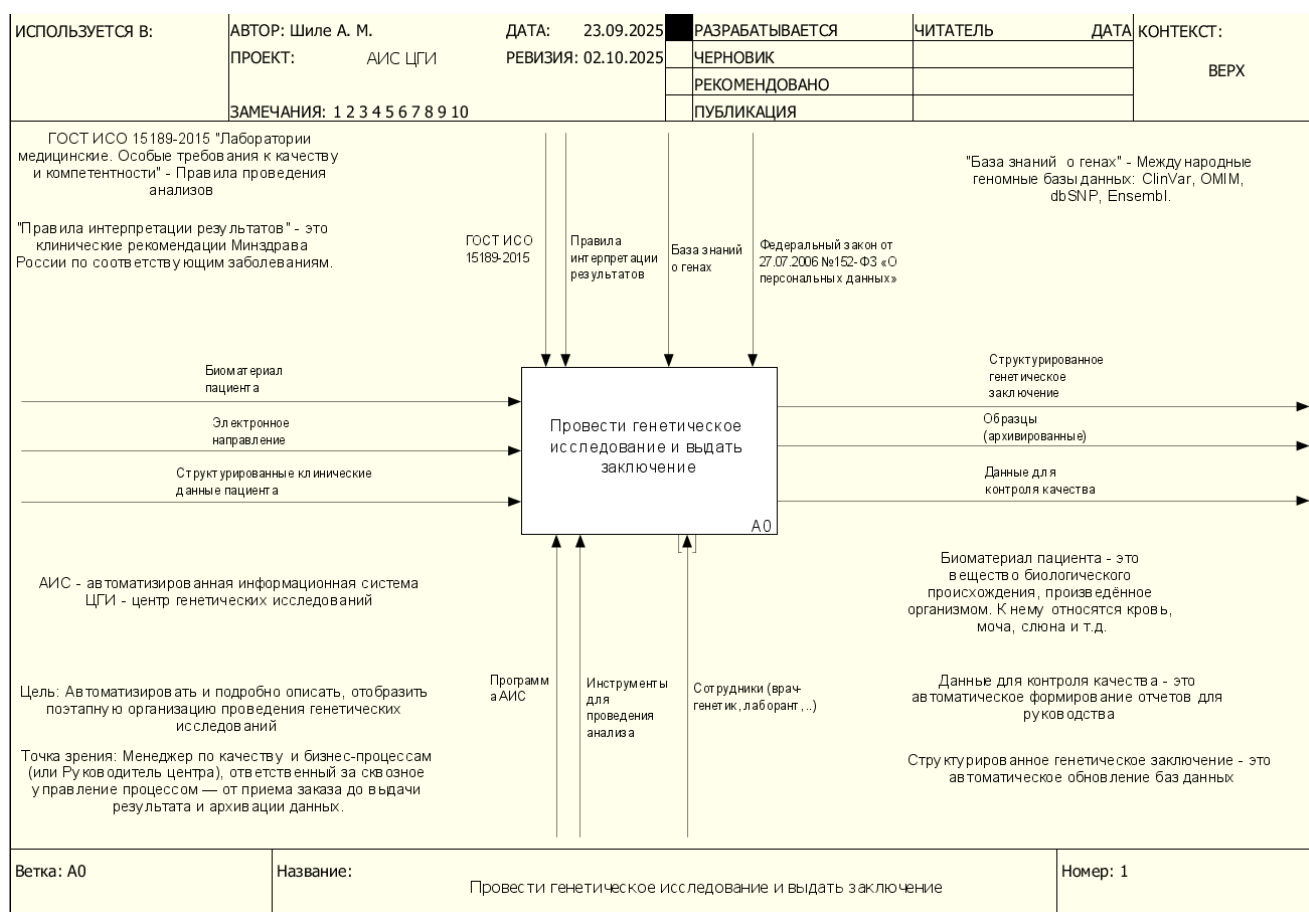 ИСПОЛЬЗУЕТСЯ В:
АВТОР: Шиле А. М.
ДАТА: 23.09.2025
ПРОЕКТ: АИС ЦГИ
РЕВИЗИЯ: 02.10.2025
ЗАМЕЧАНИЯ: 1 2 3 4 5 6 7 8 9 10
РАЗРАБАТЫВАЕТСЯ
ЧЕРНОВИК
РЕКОМЕНДОВАНО
ПУБЛИКАЦИЯ
ЧИТАТЕЛЬ
ДАТА
КОНТЕКСТ:
ВЕРХ
ГОСТ ИСО 15189-2015 "Лаборатории
медицинские. Особые требования к качеству
и компетентности" - Правила проведения
анализов
"Правила интерпретации результатов" - это
клинические рекомендации Минздрава
России по соответствующим заболеваниям.
ГОСТ ИСО
15189-2015
Правила
интерпретации
результатов
База знаний
о генах
Федеральный закон от
27.07.2006 №152-ФЗ «О
персональных данных»
"База знаний о генах" - Международные
геномные базы данных: ClinVar, OMIM,
dbSNP, Ensembl.
Биоматериал
пациента
Электронное
направление
Структурированные клинические
данные пациента
Провести генетическое
исследование и выдать
заключение
A0
Структурированное
генетическое
заключение
Образцы
(архивированные)
Данные для
контроля качества
АИС - автоматизированная информационная система
ЦГИ - центр генетических исследований
Цель: Автоматизировать и подробно описать, отобразить
поэтапную организацию проведения генетических
исследований
Точка зрения: Менеджер по качеству и бизнес-процессам
(или Руководитель центра), ответственный за сквозное
управление процессом — от приема заказа до выдачи
результата и архивации данных.
Программ
а АИС
Инструменты
для
проведения
анализа
Сотрудники (врач-
генетик, лаборант,..)
Биоматериал пациента - это
вещество биологического
происхождения, произведённое
организмом. К нему относятся кровь,
моча, слюна и т.д.
Данные для контроля качества - это
автоматическое формирование отчетов для
руководства
Структурированное генетическое заключение - это
автоматическое обновление баз данных
Ветка: A0
Название:
Провести генетическое исследование и выдать заключение
Номер: 1